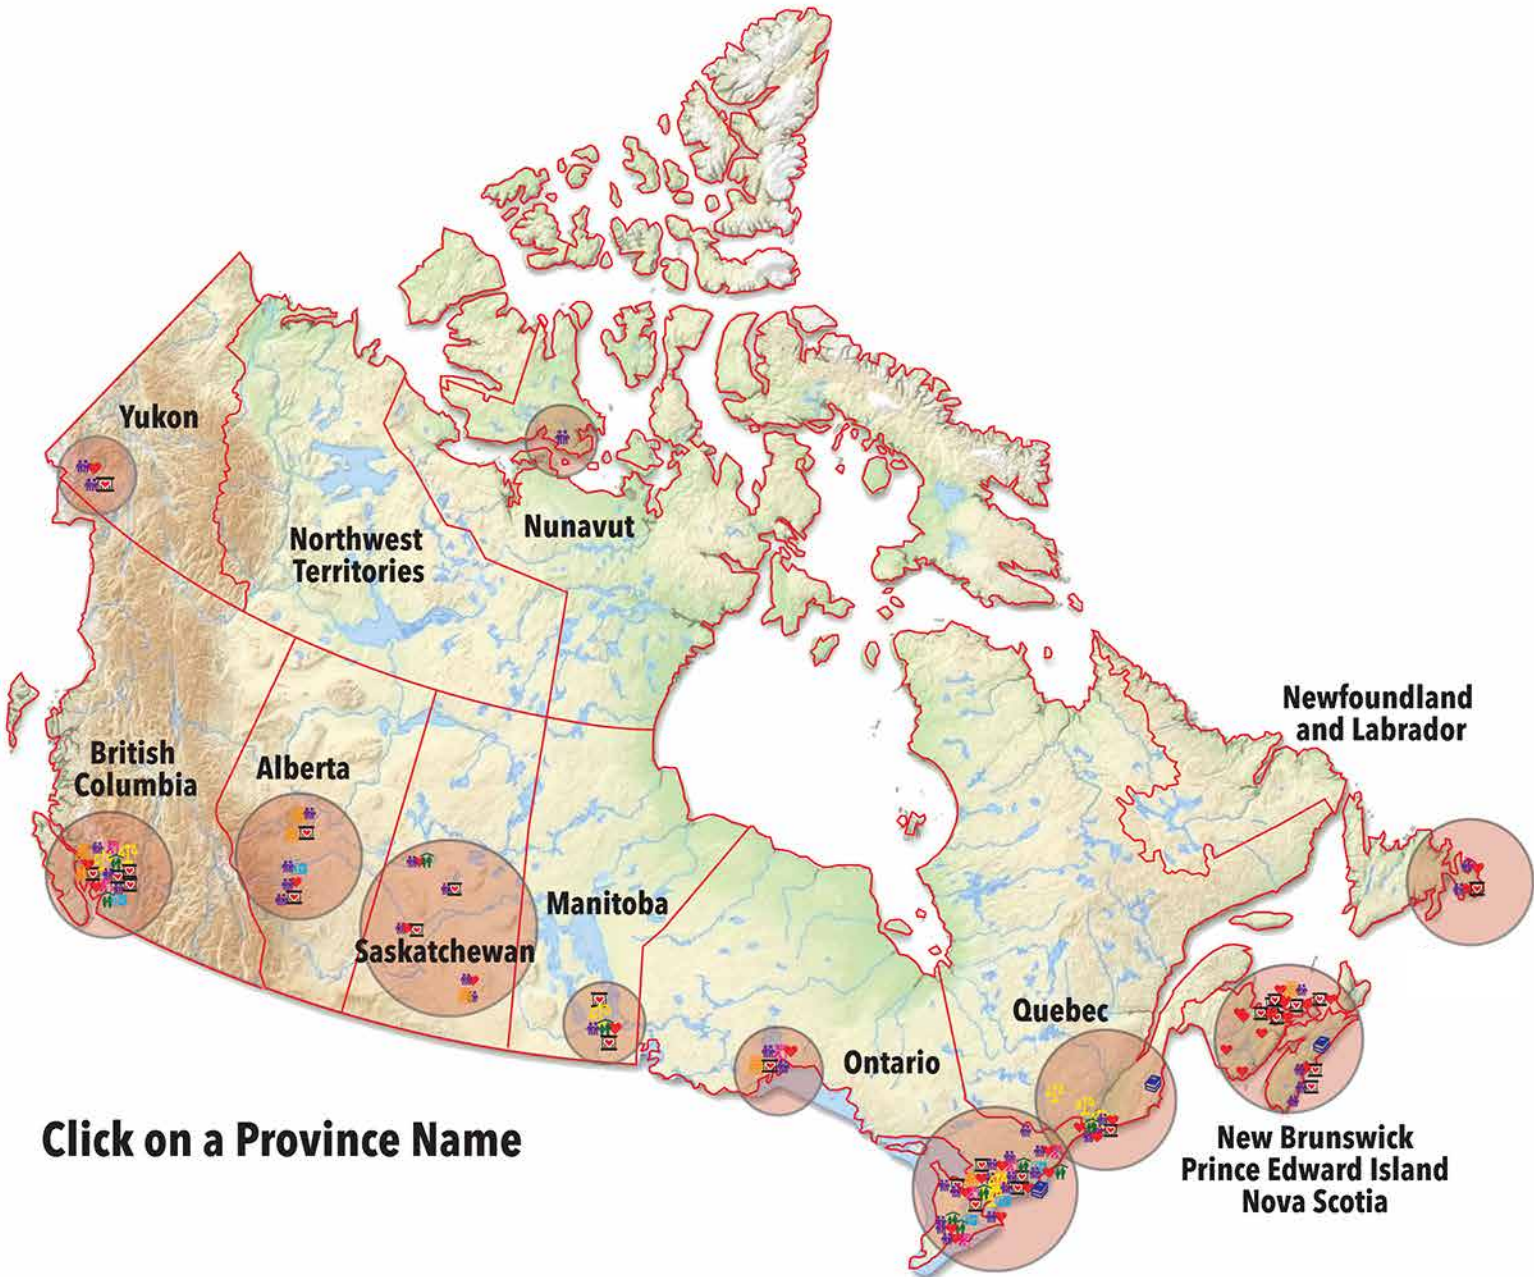 Yukon
Northwest
Territories
Nunavut
Newfoundland
and Labrador
British
Columbia
Alberta
Saskatchewan
Manitoba
Quebec
Ontario
Click on a Province Name
New Brunswick
Prince Edward Island
Nova Scotia